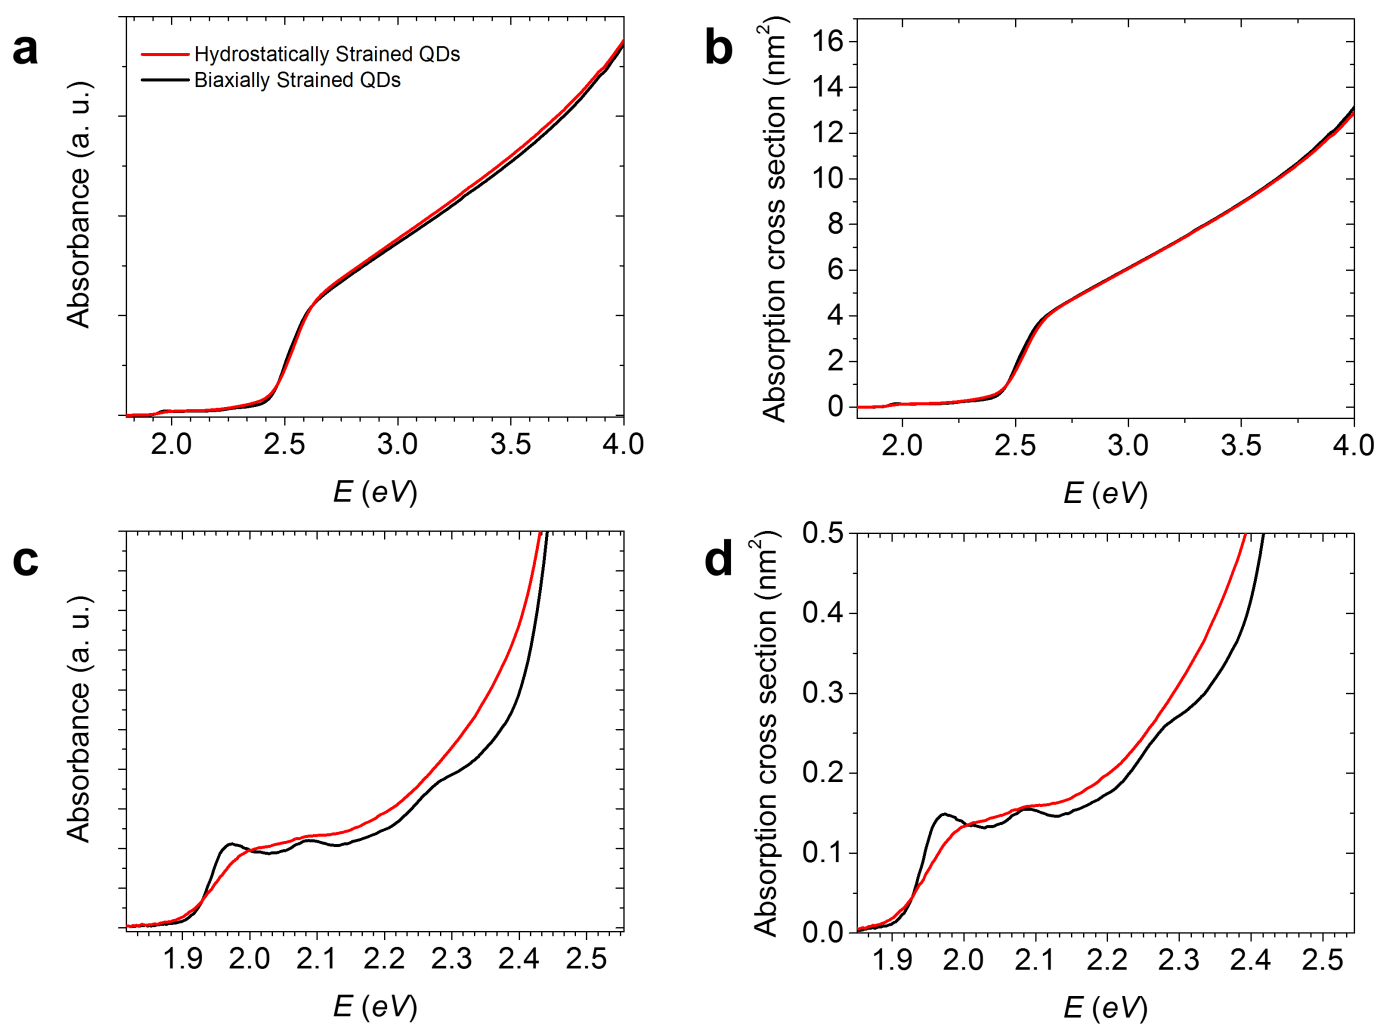 a
Hydrostatically Strained QDs
Biaxially Strained QDs
Absorbance (a. u.)
2.0 2.5 3.0 3.5 4.0
E (eV)
b
Absorption cross section (nm²)
16
14
12
10
8
6
4
2
0
2.0 2.5 3.0 3.5 4.0
E (eV)
c
Absorbance (a. u.)
1.9 2.0 2.1 2.2 2.3 2.4 2.5
E (eV)
d
Absorption cross section (nm²)
0.5
0.4
0.3
0.2
0.1
0.0
1.9 2.0 2.1 2.2 2.3 2.4 2.5
E (eV)